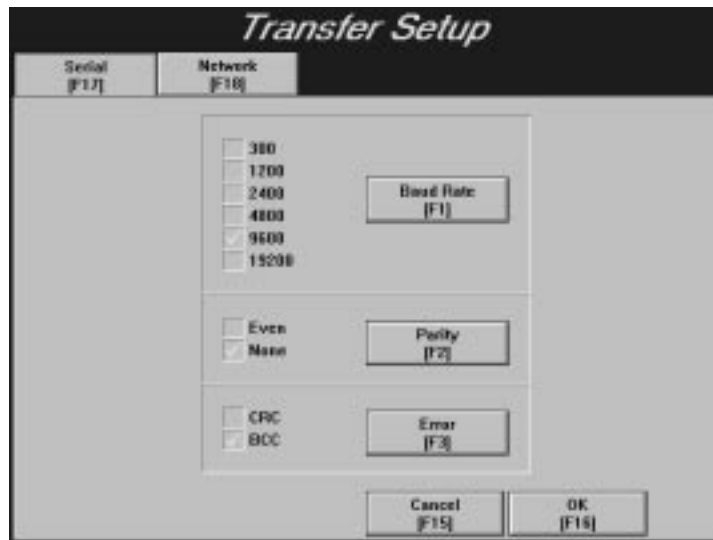 Transfer Setup
Serial
[F17]
Network
[F18]
300
1200
2400
4800
9600
19200
Baud Rate
[F1]
Even
None
Parity
[F2]
CRC
BCC
Error
[F3]
Cancel
[F15]
OK
[F16]